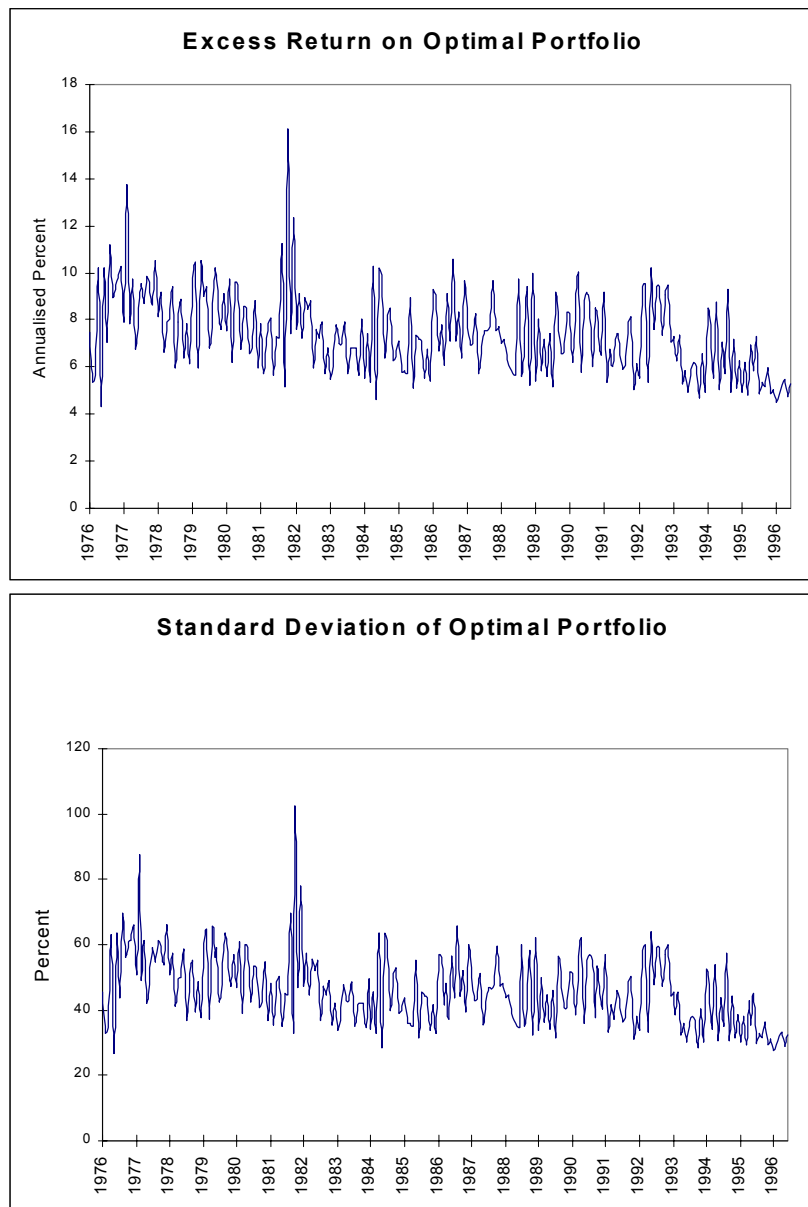 Excess Return on Optimal Portfolio
18
16
14
12
10
8
6
4
2
0
Annualised Percent
1976 1977 1978 1979 1980 1981 1982 1983 1984 1985 1986 1987 1988 1989 1990 1991 1992 1993 1994 1995 1996
Standard Deviation of Optimal Portfolio
120
100
80
60
40
20
0
Percent
1976 1977 1978 1979 1980 1981 1982 1983 1984 1985 1986 1987 1988 1989 1990 1991 1992 1993 1994 1995 1996